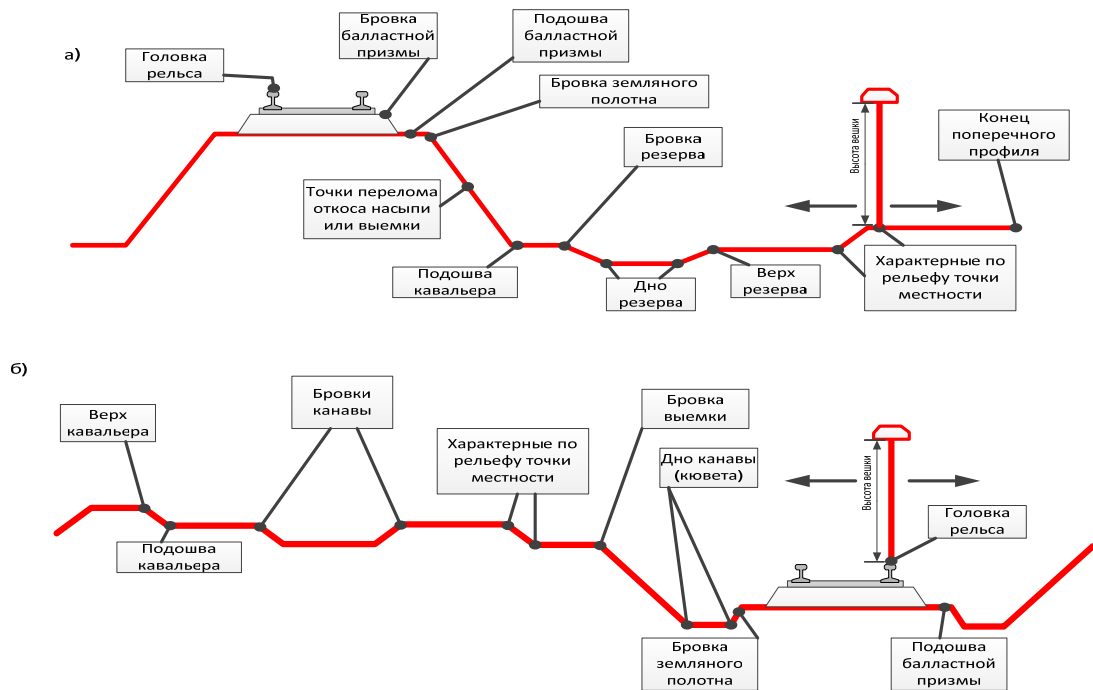 а)
Головка
рельса
Бровка
балластной
призмы
Подошва
балластной
призмы
Бровка земляного
полотна
Бровка
резерва
Точки перелома
откоса насыпи
или выемки
Подошва
кавальера
Дно
резерва
Верх
резерва
Высота вешки
Конец
поперечного
профиля
Характерные по
рельефу точки
местности
б)
Верх
кавальера
Подошва
кавальера
Бровки
канавы
Характерные по
рельефу точки
местности
Бровка
выемки
Дно канавы
(кювета)
Высота вешки
Головка
рельса
Бровка
земляного
полотна
Подошва
балластной
призмы